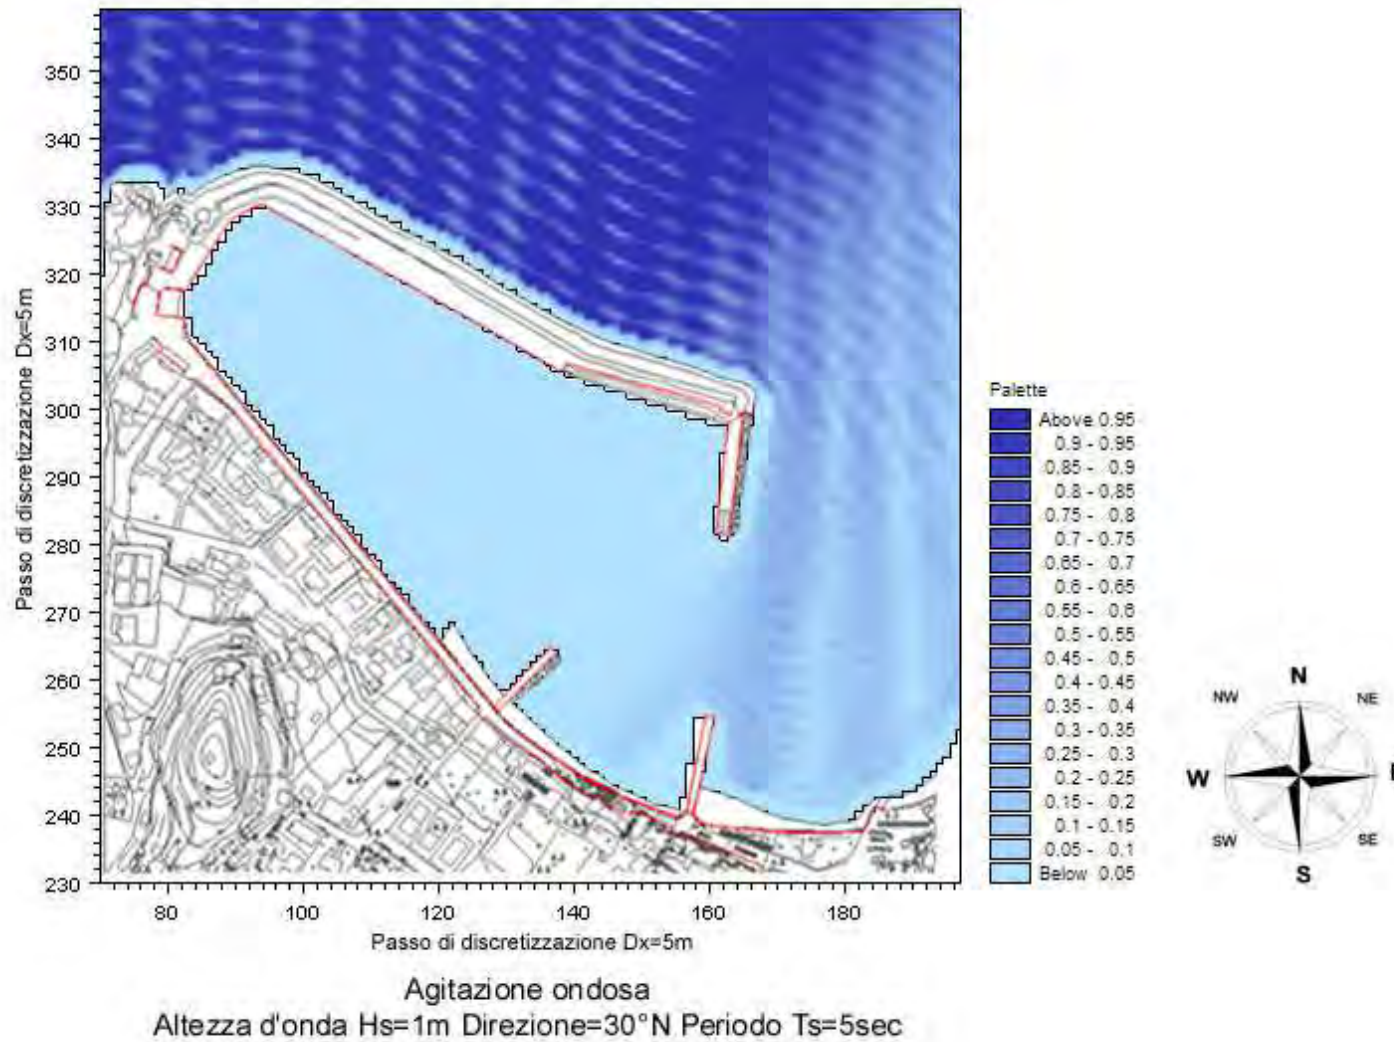 350
340
330
320
310
300
290
280
270
260
250
240
230
Passo di discretizzazione Dx=5m
80
100
120
140
160
180
Passo di discretizzazione Dx=5m
Palette
Above 0.95
0.9 - 0.95
0.85 - 0.9
0.8 - 0.85
0.75 - 0.8
0.7 - 0.75
0.65 - 0.7
0.6 - 0.65
0.55 - 0.6
0.5 - 0.55
0.45 - 0.5
0.4 - 0.45
0.35 - 0.4
0.3 - 0.35
0.25 - 0.3
0.2 - 0.25
0.15 - 0.2
0.1 - 0.15
0.05 - 0.1
Below 0.05
N
NW
NE
W
SW
SE
S
Agitazione ondosa
Altezza d'onda Hs=1m Direzione=30°N Periodo Ts=5sec